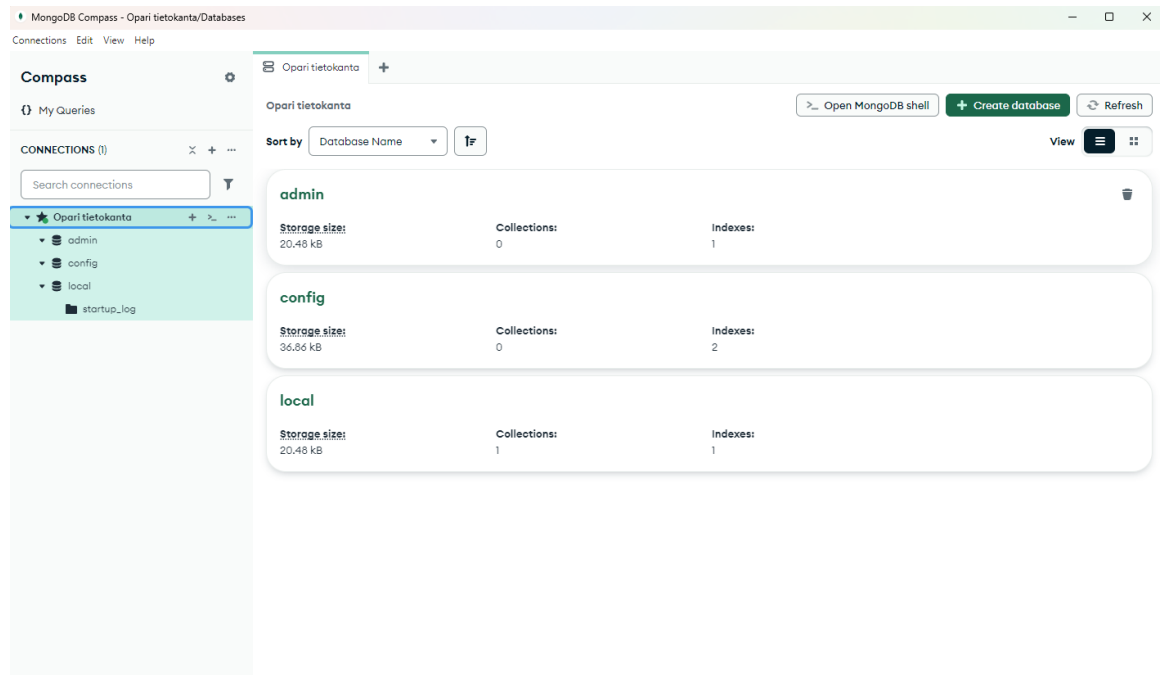 MongoDB Compass - Opari tietokanta/Databases
Connections Edit View Help
Compass
{} My Queries
CONNECTIONS (1)
Search connections
Opari tietokanta
admin
config
local
startup_log
Opari tietokanta
Opari tietokanta
>_ Open MongoDB shell
+ Create database
Refresh
Sort by Database Name
View
admin
Storage size: Collections: Indexes:
20.48 kB 0 1
config
Storage size: Collections: Indexes:
36.86 kB 0 2
local
Storage size: Collections: Indexes:
20.48 kB 1 1